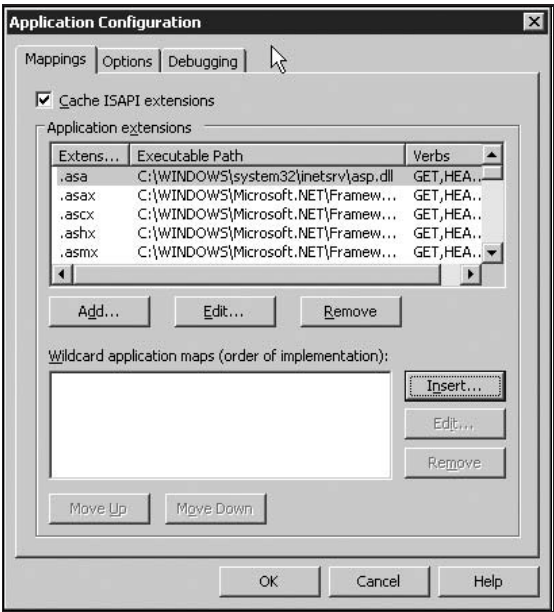 Application Configuration
Mappings Options Debugging
Cache ISAPI extensions
Application extensions
Extens... Executable Path Verbs
.asa C:\WINDOWS\system32\inetsrv\asp.dll GET,HEA..
.asax C:\WINDOWS\Microsoft.NET\Framew... GET,HEA..
.ascx C:\WINDOWS\Microsoft.NET\Framew... GET,HEA..
.ashx C:\WINDOWS\Microsoft.NET\Framew... GET,HEA..
.asmx C:\WINDOWS\Microsoft.NET\Framew... GET,HEA..
Add... Edit... Remove
Wildcard application maps (order of implementation):
Insert...
Edit...
Remove
Move Up Move Down
OK Cancel Help